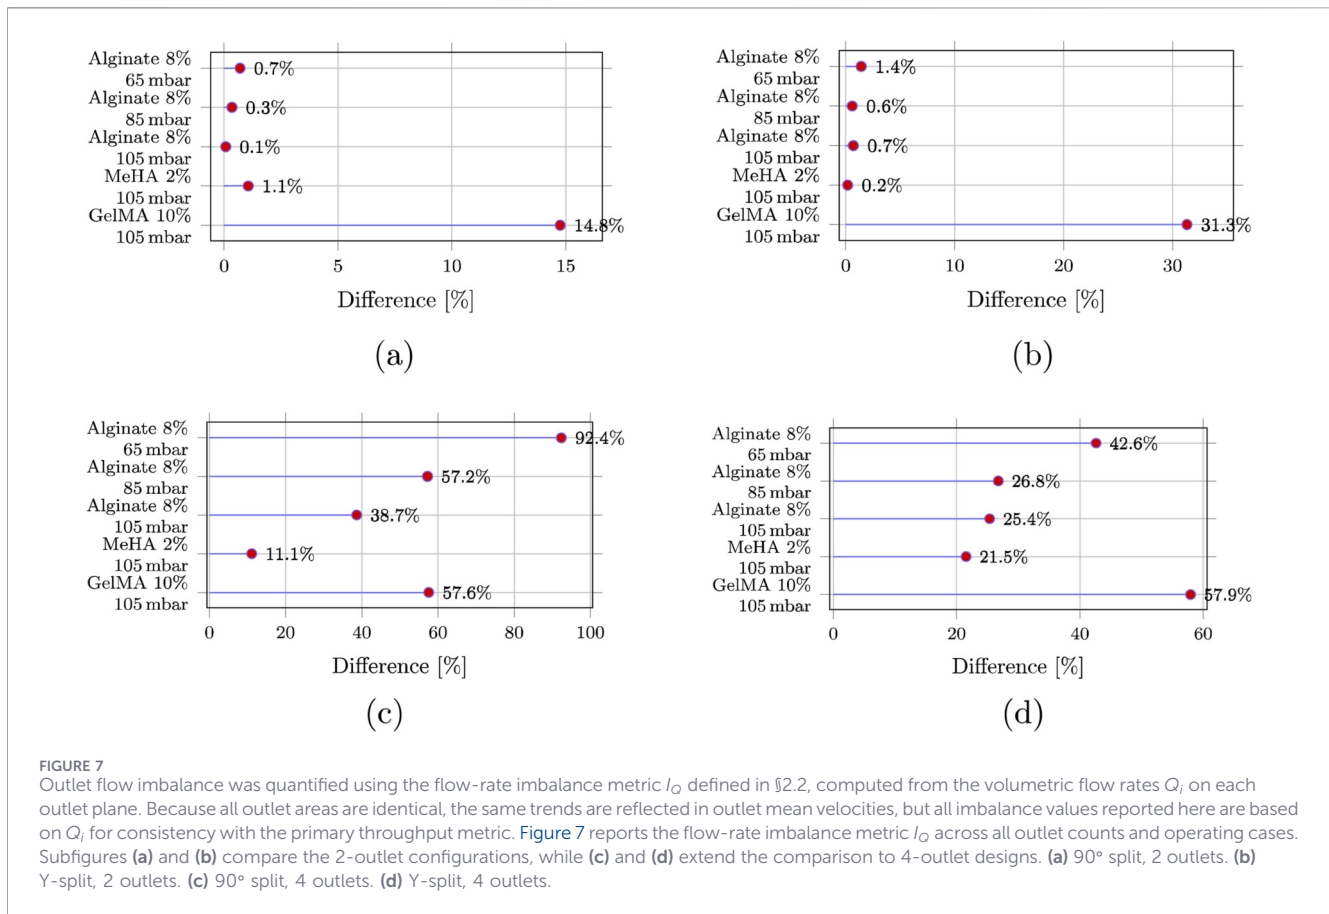 Alginate 8%
65 mbar
0.7%
Alginate 8%
85 mbar
0.3%
Alginate 8%
105 mbar
0.1%
MeHA 2%
105 mbar
1.1%
GelMA 10%
105 mbar
14.8%
0 5 10 15
Difference [%]
(a)
Alginate 8%
65 mbar
1.4%
Alginate 8%
85 mbar
0.6%
Alginate 8%
105 mbar
0.7%
MeHA 2%
105 mbar
0.2%
GelMA 10%
105 mbar
31.3%
0 10 20 30
Difference [%]
(b)
Alginate 8%
65 mbar
92.4%
Alginate 8%
85 mbar
57.2%
Alginate 8%
105 mbar
38.7%
MeHA 2%
105 mbar
11.1%
GelMA 10%
105 mbar
57.6%
0 20 40 60 80 100
Difference [%]
(c)
Alginate 8%
65 mbar
42.6%
Alginate 8%
85 mbar
26.8%
Alginate 8%
105 mbar
25.4%
MeHA 2%
105 mbar
21.5%
GelMA 10%
105 mbar
57.9%
0 20 40 60
Difference [%]
(d)
FIGURE 7
Outlet flow imbalance was quantified using the flow-rate imbalance metric I_Q defined in §2.2, computed from the volumetric flow rates Q_i on each
outlet plane. Because all outlet areas are identical, the same trends are reflected in outlet mean velocities, but all imbalance values reported here are based
on Q_i for consistency with the primary throughput metric. Figure 7 reports the flow-rate imbalance metric I_Q across all outlet counts and operating cases.
Subfigures (a) and (b) compare the 2-outlet configurations, while (c) and (d) extend the comparison to 4-outlet designs. (a) 90° split, 2 outlets. (b)
Y-split, 2 outlets. (c) 90° split, 4 outlets. (d) Y-split, 4 outlets.